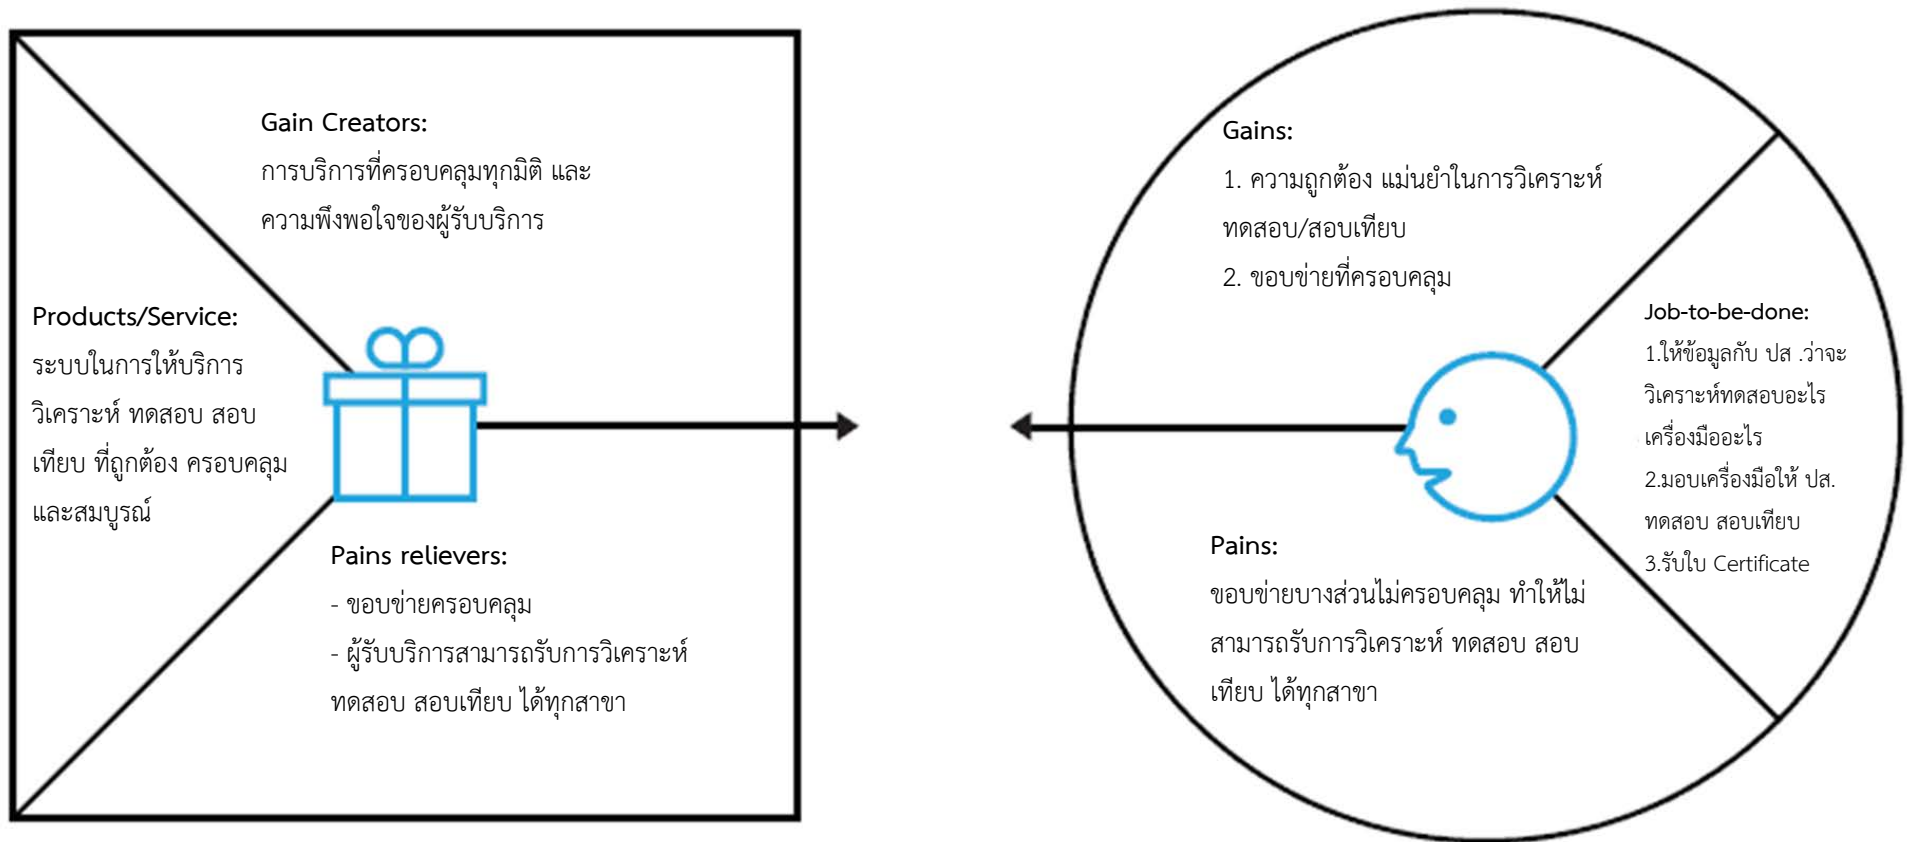 Gain Creators:
การบริการที่ครอบคลุมทุกมิติ และ
ความพึงพอใจของผู้รับบริการ
Products/Service:
ระบบในการให้บริการ
วิเคราะห์ ทดสอบ สอบ
เทียบ ที่ถูกต้อง ครอบคลุม
และสมบูรณ์
Pains relievers:
- ขอบข่ายครอบคลุม
- ผู้รับบริการสามารถรับการวิเคราะห์
ทดสอบ สอบเทียบ ได้ทุกสาขา
Gains:
1. ความถูกต้อง แม่นยำในการวิเคราะห์
ทดสอบ/สอบเทียบ
2. ขอบข่ายที่ครอบคลุม
Job-to-be-done:
1.ให้ข้อมูลกับ ปส .ว่าจะ
วิเคราะห์ทดสอบอะไร
เครื่องมืออะไร
2.มอบเครื่องมือให้ ปส.
ทดสอบ สอบเทียบ
3.รับใบ Certificate
Pains:
ขอบข่ายบางส่วนไม่ครอบคลุม ทำให้ไม่
สามารถรับการวิเคราะห์ ทดสอบ สอบ
เทียบ ได้ทุกสาขา